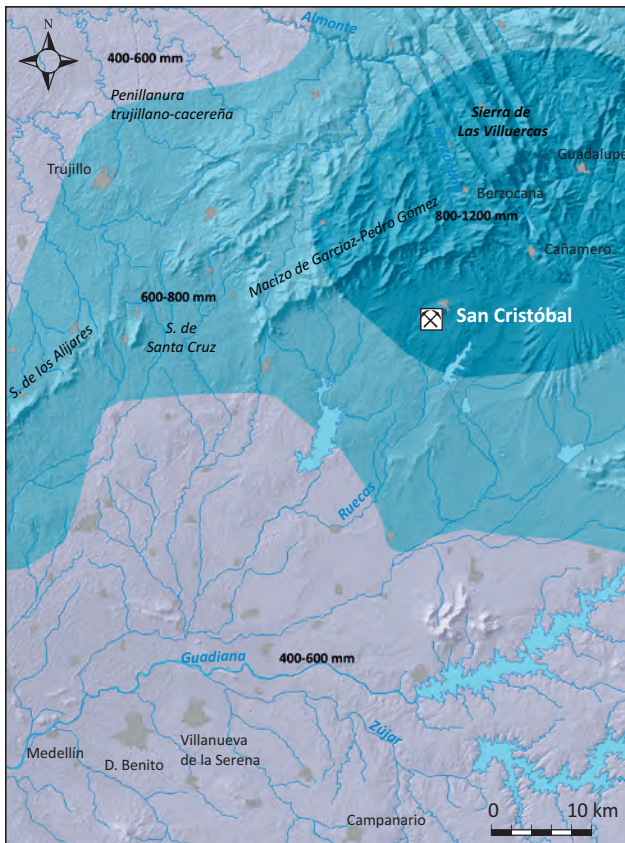 N
Almonte
400-600 mm
Penillanura
trujillano-cacereña
Sierra de
Las Villuercas
Trujillo
Guadalupe
Berzocana
800-1200 mm
Macizo de Garciaz-Pedro Gómez
Cañamero
600-800 mm
San Cristóbal
S. de
Santa Cruz
S. de los Alijares
Ruecas
Guadiana
400-600 mm
Zújar
Medellín
D. Benito
Villanueva
de la Serena
Campanario
0 10 km